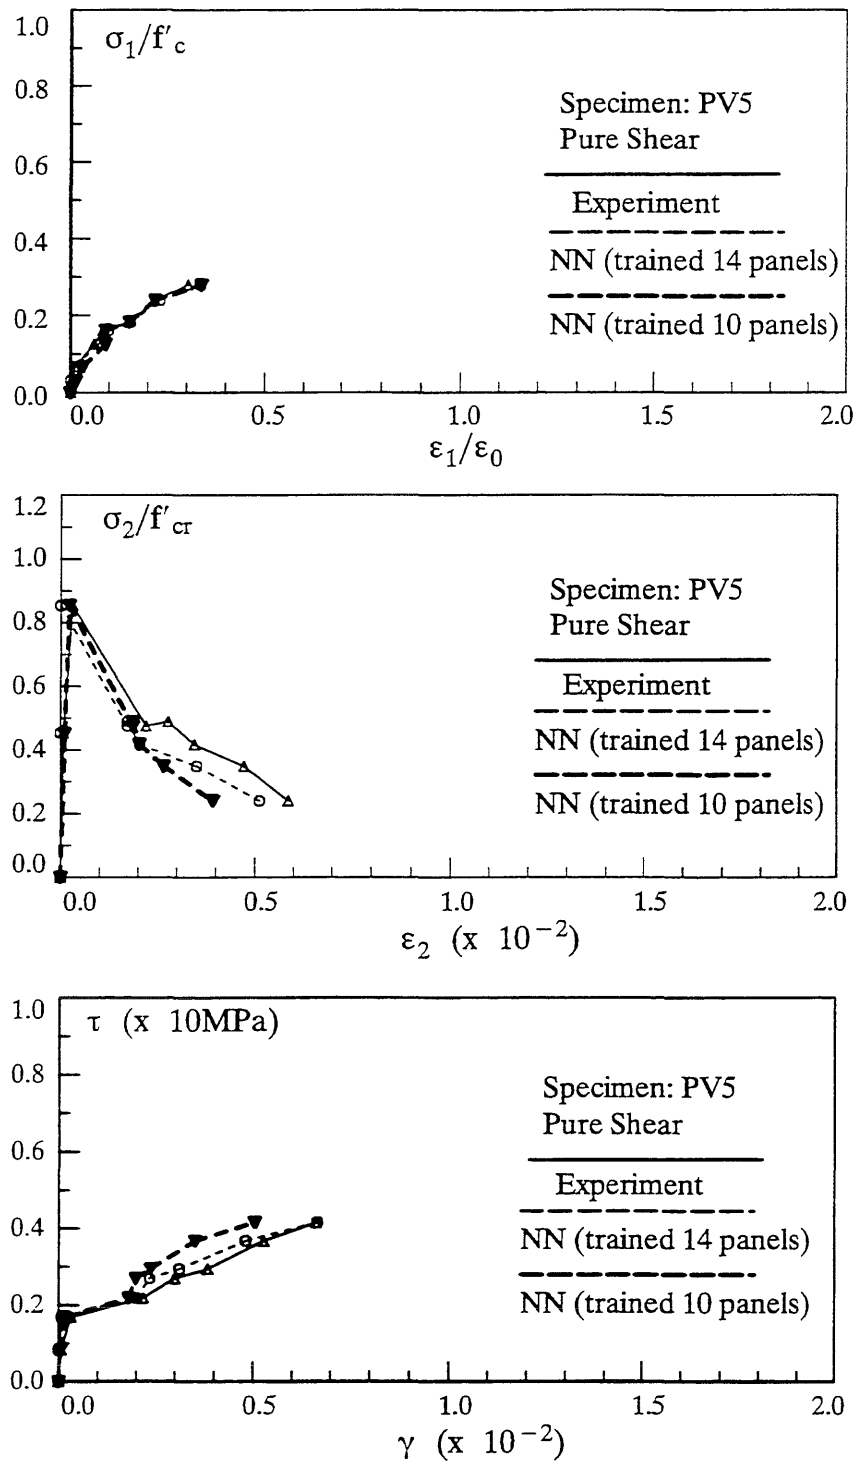 σ₁/f′c
1.0
0.8
0.6
0.4
0.2
0.0
Specimen: PV5
Pure Shear
Experiment
NN (trained 14 panels)
NN (trained 10 panels)
0.0 0.5 1.0 1.5 2.0
ε₁/ε₀
σ₂/f′cr
1.2
1.0
0.8
0.6
0.4
0.2
0.0
Specimen: PV5
Pure Shear
Experiment
NN (trained 14 panels)
NN (trained 10 panels)
0.0 0.5 1.0 1.5 2.0
ε₂ (x 10⁻²)
τ (x 10MPa)
1.0
0.8
0.6
0.4
0.2
0.0
Specimen: PV5
Pure Shear
Experiment
NN (trained 14 panels)
NN (trained 10 panels)
0.0 0.5 1.0 1.5 2.0
γ (x 10⁻²)